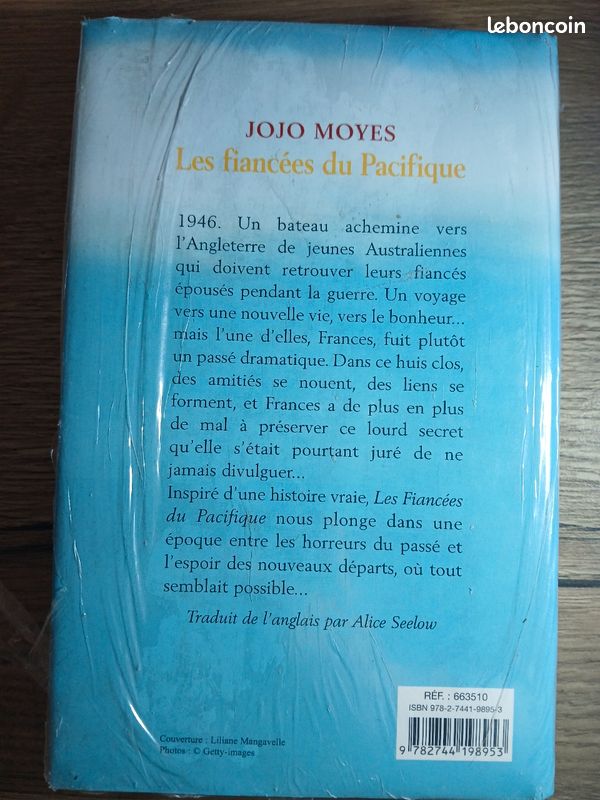 leboncoin
JOJO MOYES
Les fiancées du Pacifique
1946. Un bateau achemine vers
l'Angleterre de jeunes Australiennes
qui doivent retrouver leurs fiancés
épousés pendant la guerre. Un voyage
vers une nouvelle vie, vers le bonheur...
mais l'une d'elles, Frances, fuit plutôt
un passé dramatique. Dans ce huis clos,
des amitiés se nouent, des liens se
forment, et Frances a de plus en plus
de mal à préserver ce lourd secret
qu'elle s'était pourtant juré de ne
jamais divulguer...
Inspiré d'une histoire vraie, Les Fiancées
du Pacifique nous plonge dans une
époque entre les horreurs du passé et
l'espoir des nouveaux départs, où tout
semblait possible...
Traduit de l'anglais par Alice Seelow
RÉF. : 663510
ISBN 978-2-7441-9895-3
9 782744 198953
Couverture : Liliane Mangavelle
Photos : © Getty-images